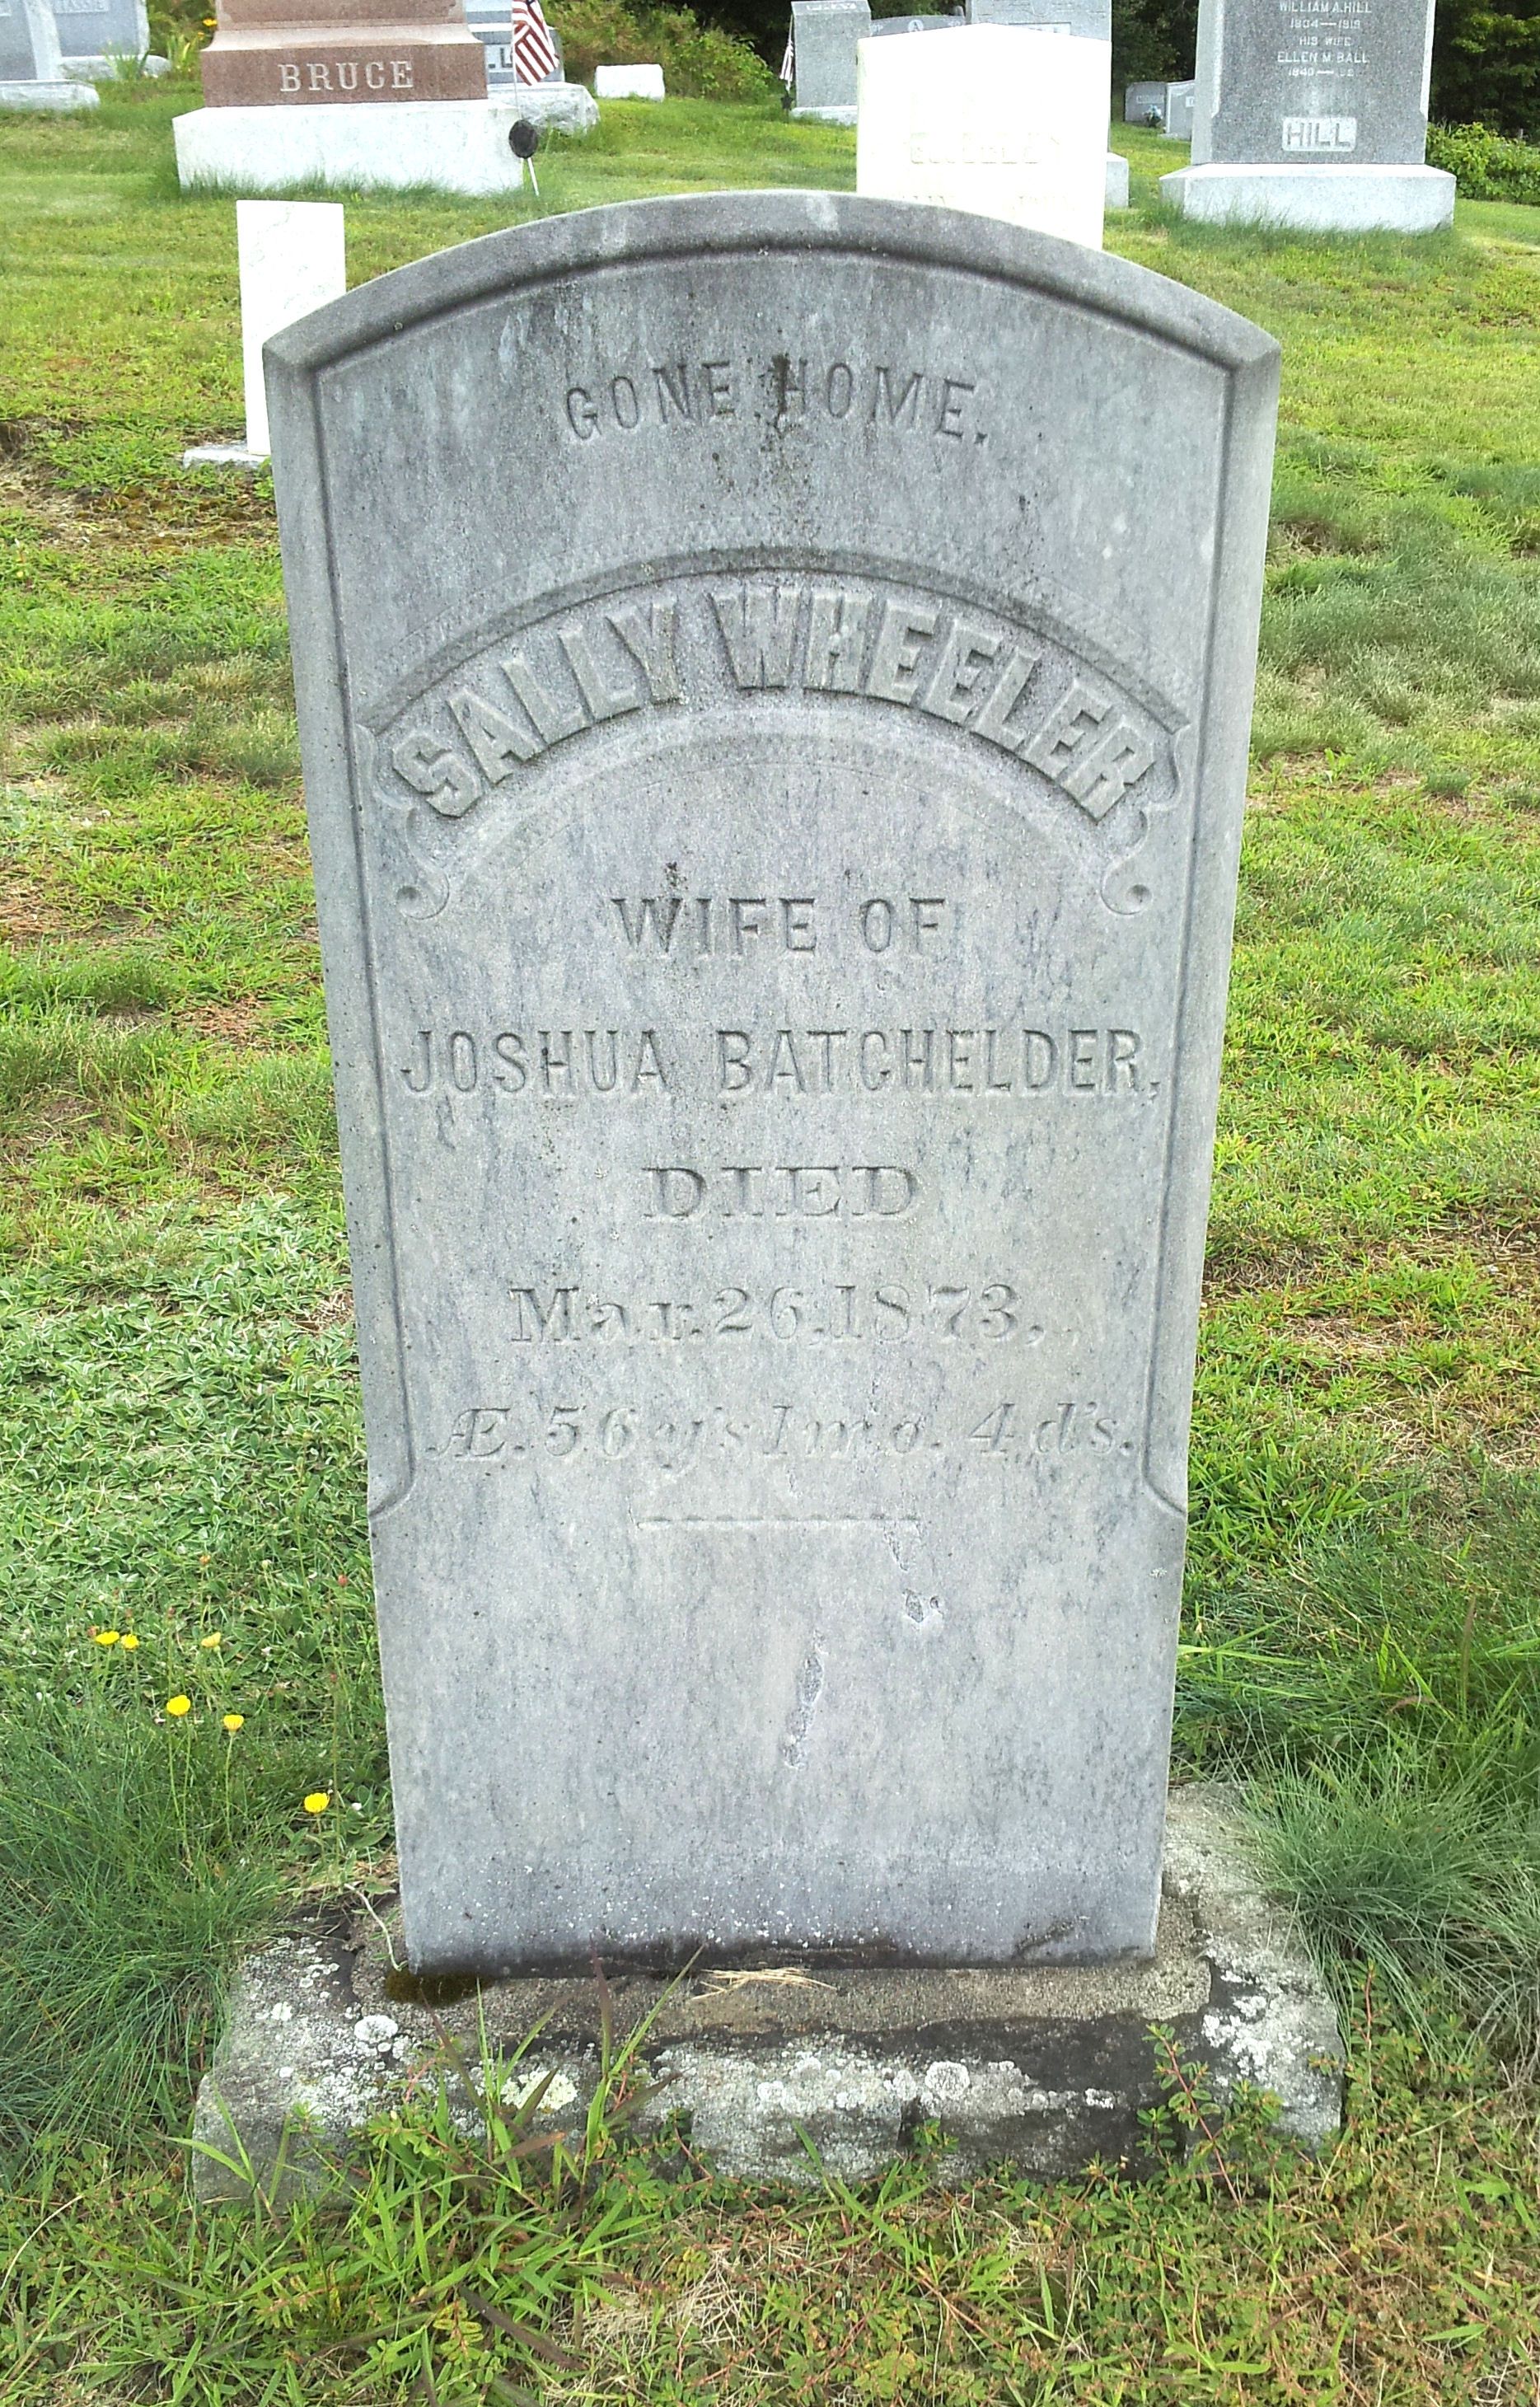 WILLIAM A. HILL
HIS WIFE
ELLEN M. BALL
HILL
BRUCE
GONE HOME.
SALLY WHEELER
WIFE OF
JOSHUA BATCHELDER,
DIED
Mar. 26, 1873,
Æ. 56 y's 1 mo. 4 d's.